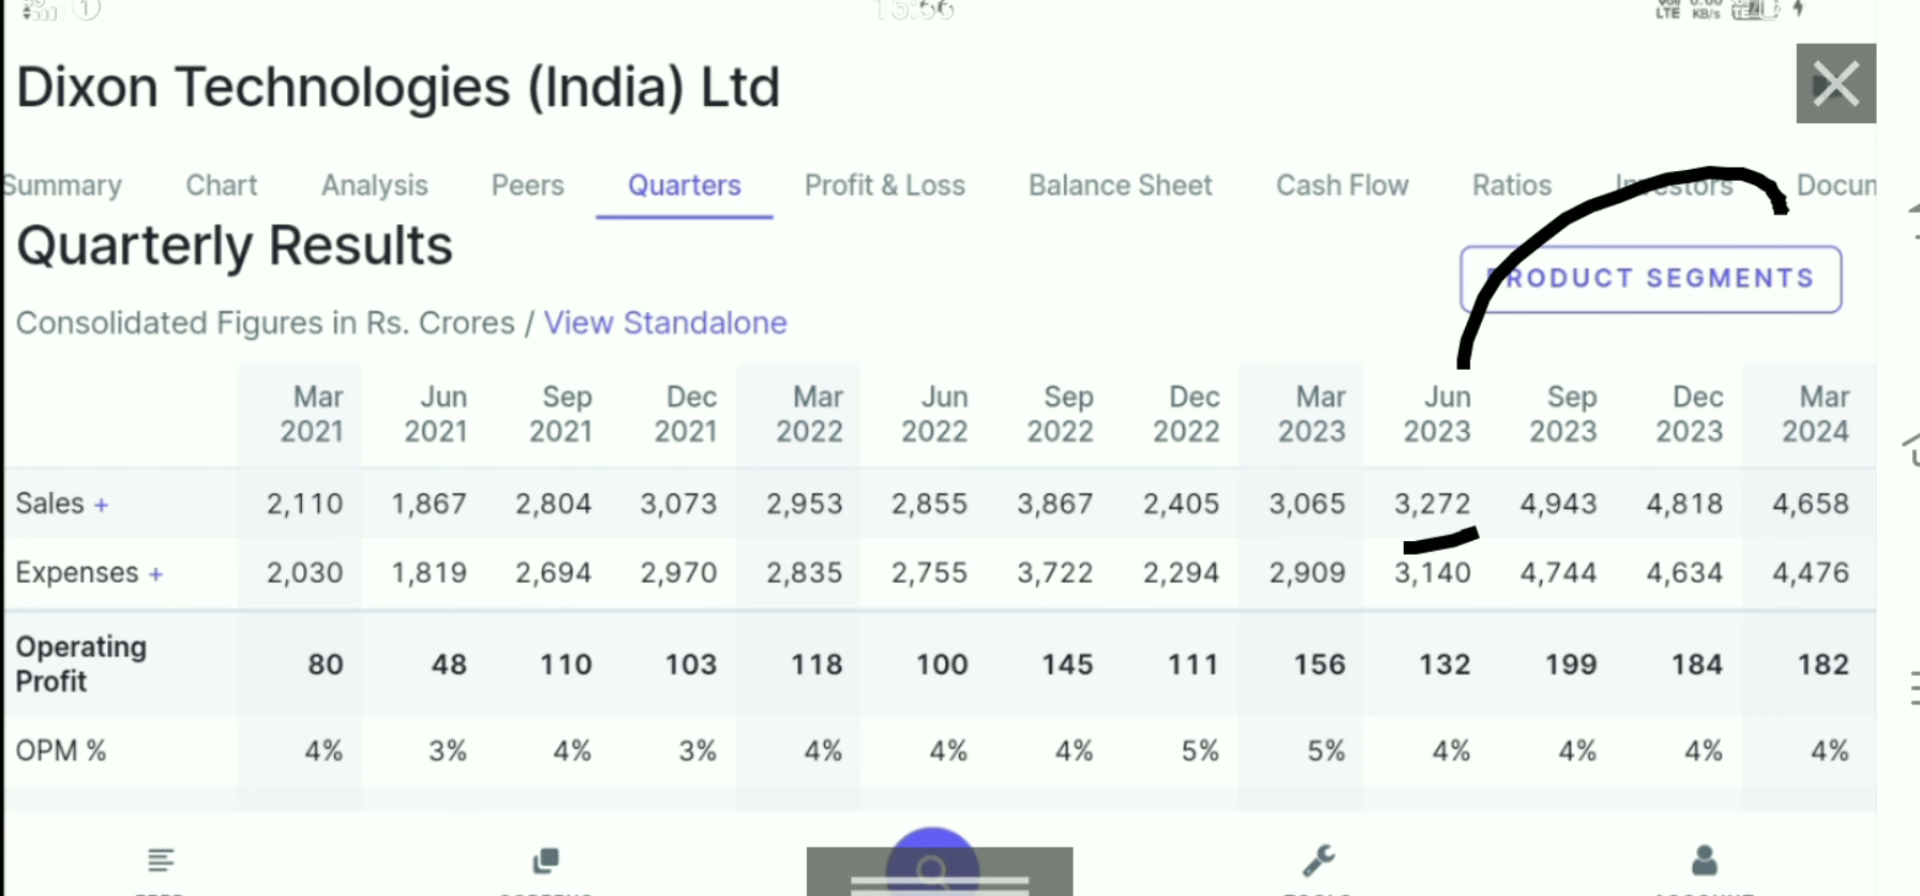 Dixon Technologies (India) Ltd
Summary Chart Analysis Peers Quarters Profit & Loss Balance Sheet Cash Flow Ratios Investors Docum
Quarterly Results
PRODUCT SEGMENTS
Consolidated Figures in Rs. Crores / View Standalone
Mar 2021 Jun 2021 Sep 2021 Dec 2021 Mar 2022 Jun 2022 Sep 2022 Dec 2022 Mar 2023 Jun 2023 Sep 2023 Dec 2023 Mar 2024
Sales + 2,110 1,867 2,804 3,073 2,953 2,855 3,867 2,405 3,065 3,272 4,943 4,818 4,658
Expenses + 2,030 1,819 2,694 2,970 2,835 2,755 3,722 2,294 2,909 3,140 4,744 4,634 4,476
Operating Profit 80 48 110 103 118 100 145 111 156 132 199 184 182
OPM % 4% 3% 4% 3% 4% 4% 4% 5% 5% 4% 4% 4% 4%